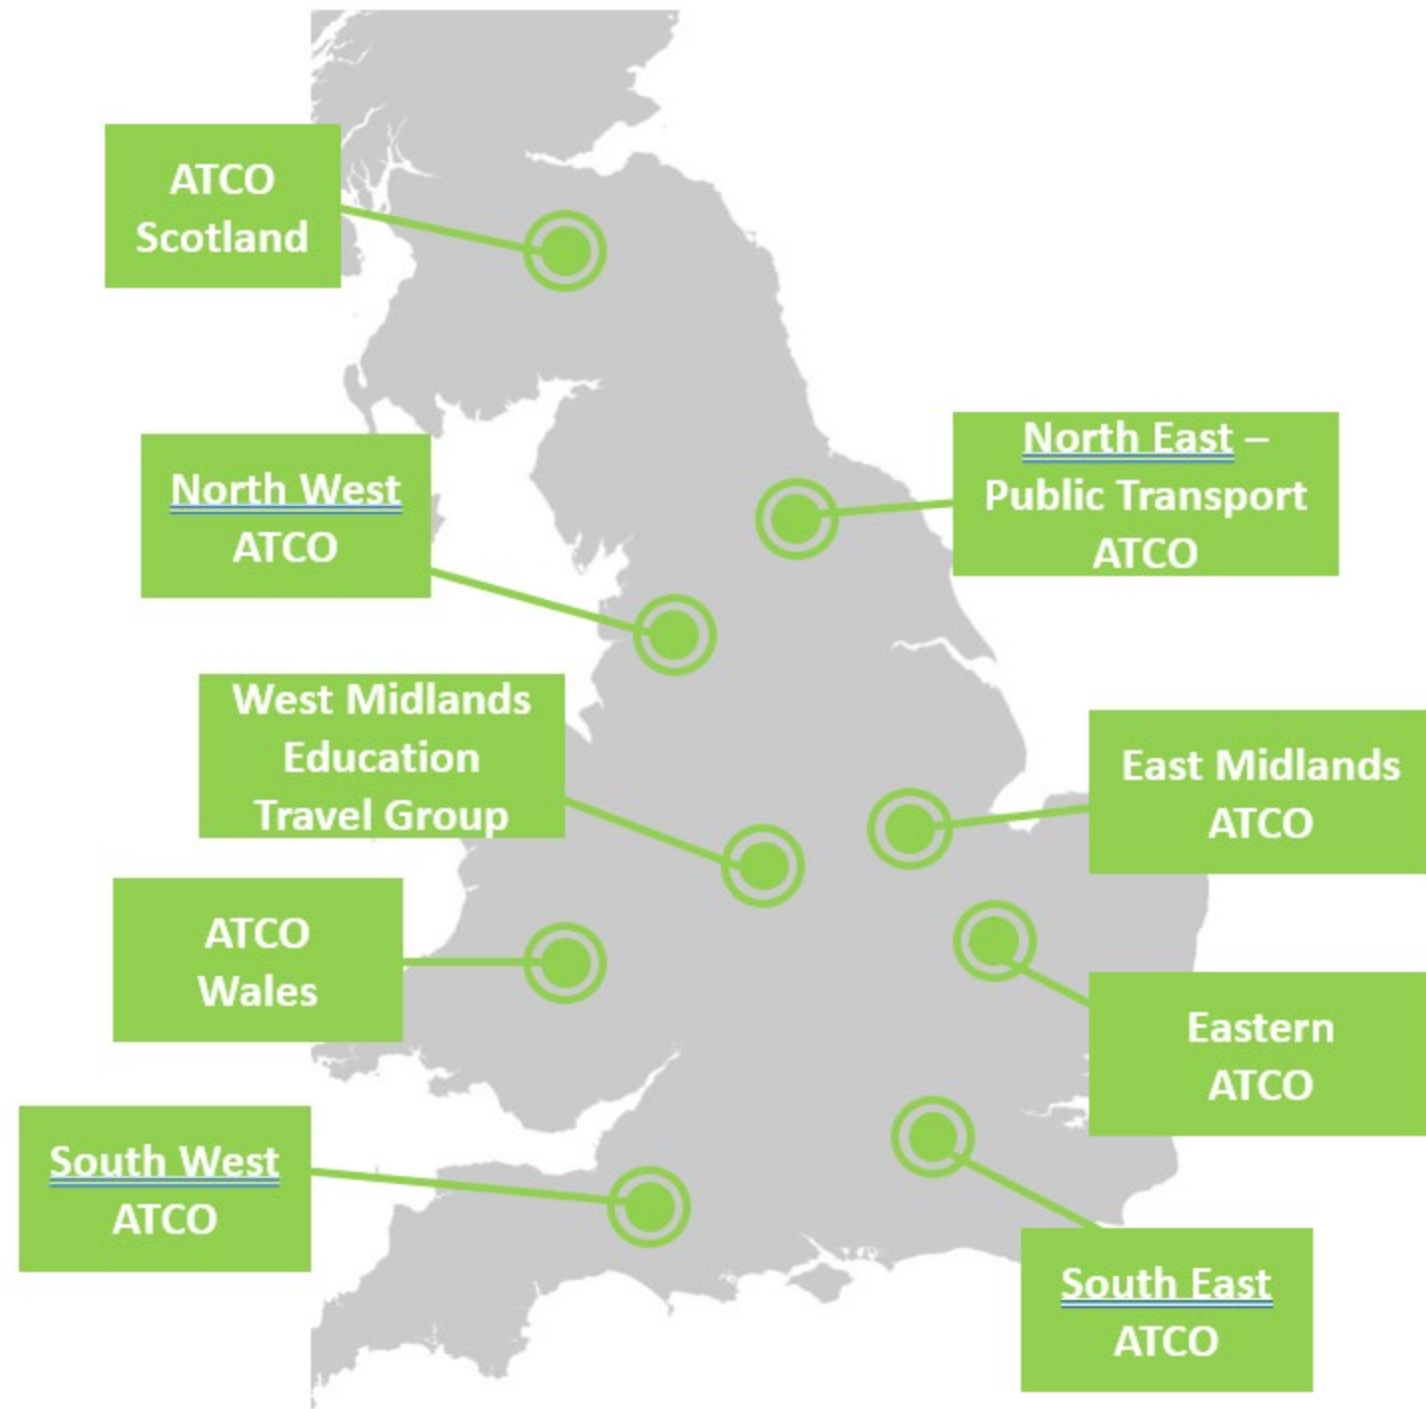 ATCO
Scotland
North East –
Public Transport
ATCO
North West
ATCO
West Midlands
Education
Travel Group
East Midlands
ATCO
ATCO
Wales
Eastern
ATCO
South West
ATCO
South East
ATCO